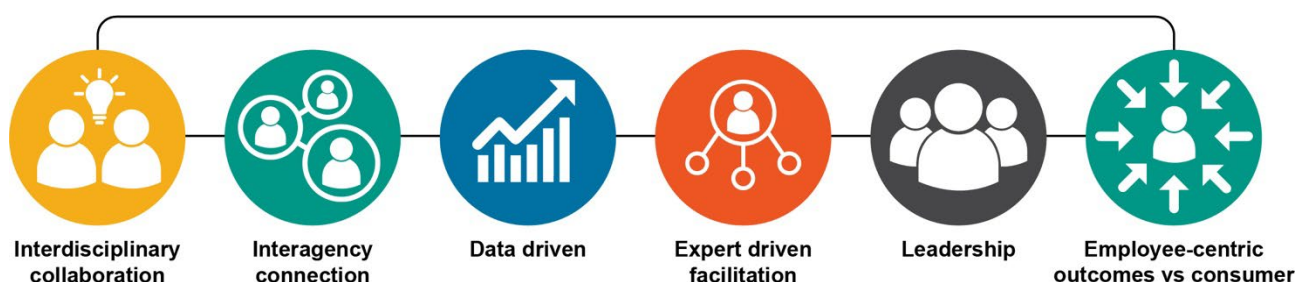 Interdisciplinary
collaboration
Interagency
connection
Data driven
Expert driven
facilitation
Leadership
Employee-centric
outcomes vs consumer